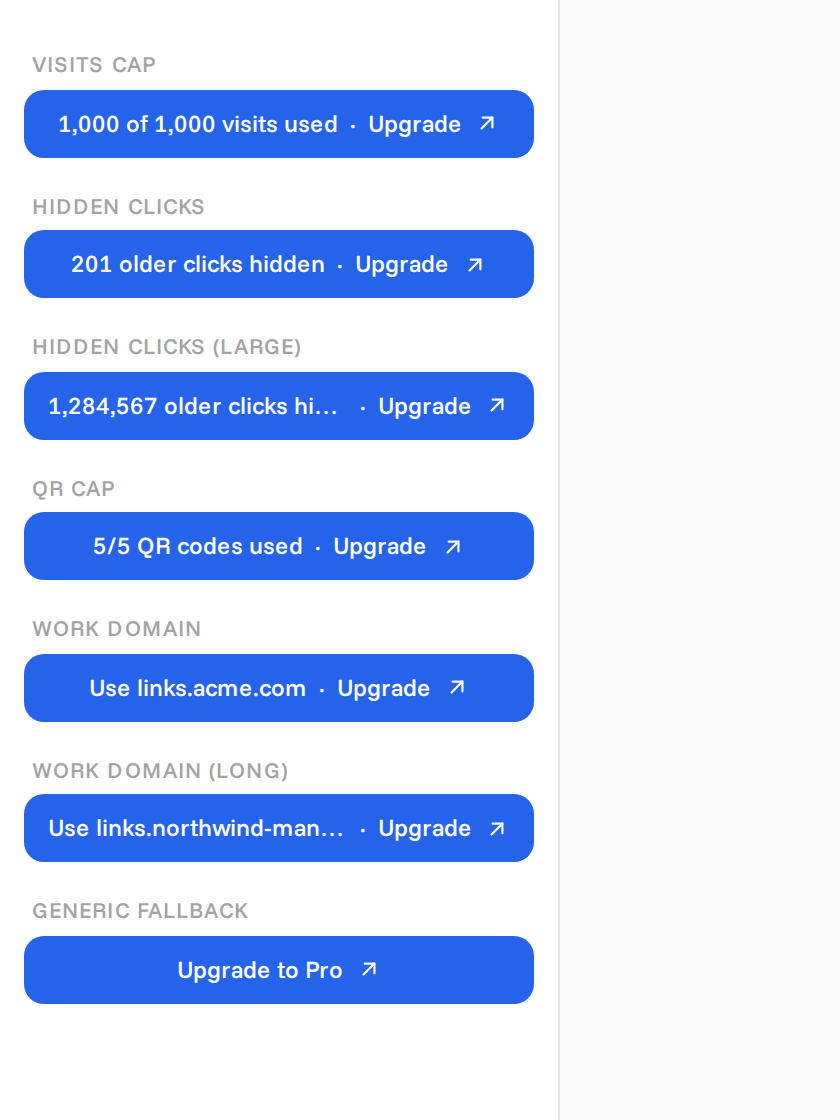 VISITS CAP
1,000 of 1,000 visits used · Upgrade ↗
HIDDEN CLICKS
201 older clicks hidden · Upgrade ↗
HIDDEN CLICKS (LARGE)
1,284,567 older clicks hi… · Upgrade ↗
QR CAP
5/5 QR codes used · Upgrade ↗
WORK DOMAIN
Use links.acme.com · Upgrade ↗
WORK DOMAIN (LONG)
Use links.northwind-man… · Upgrade ↗
GENERIC FALLBACK
Upgrade to Pro ↗